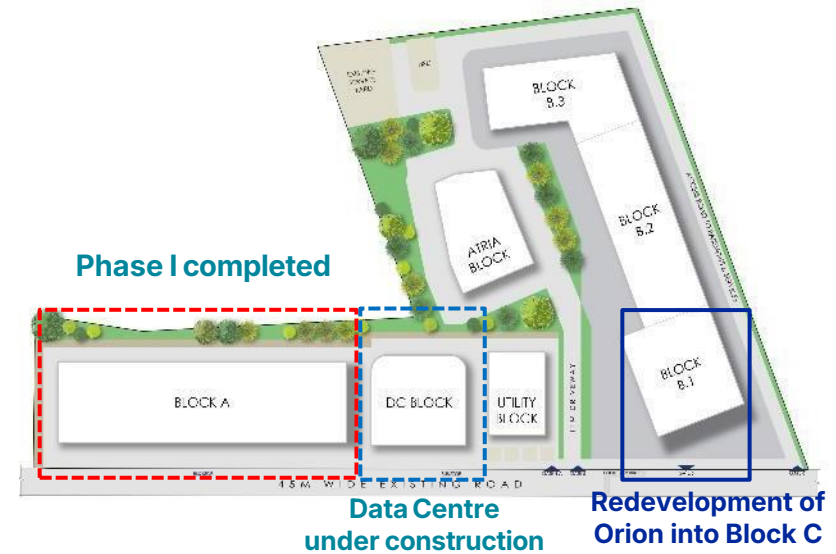 BLOCK
B.3
BLOCK
B.2
ATRIA
BLOCK
Phase I completed
BLOCK
B.1
BLOCK A
DC BLOCK
UTILITY
BLOCK
45M WIDE EXISTING ROAD
Data Centre
under construction
Redevelopment of
Orion into Block C